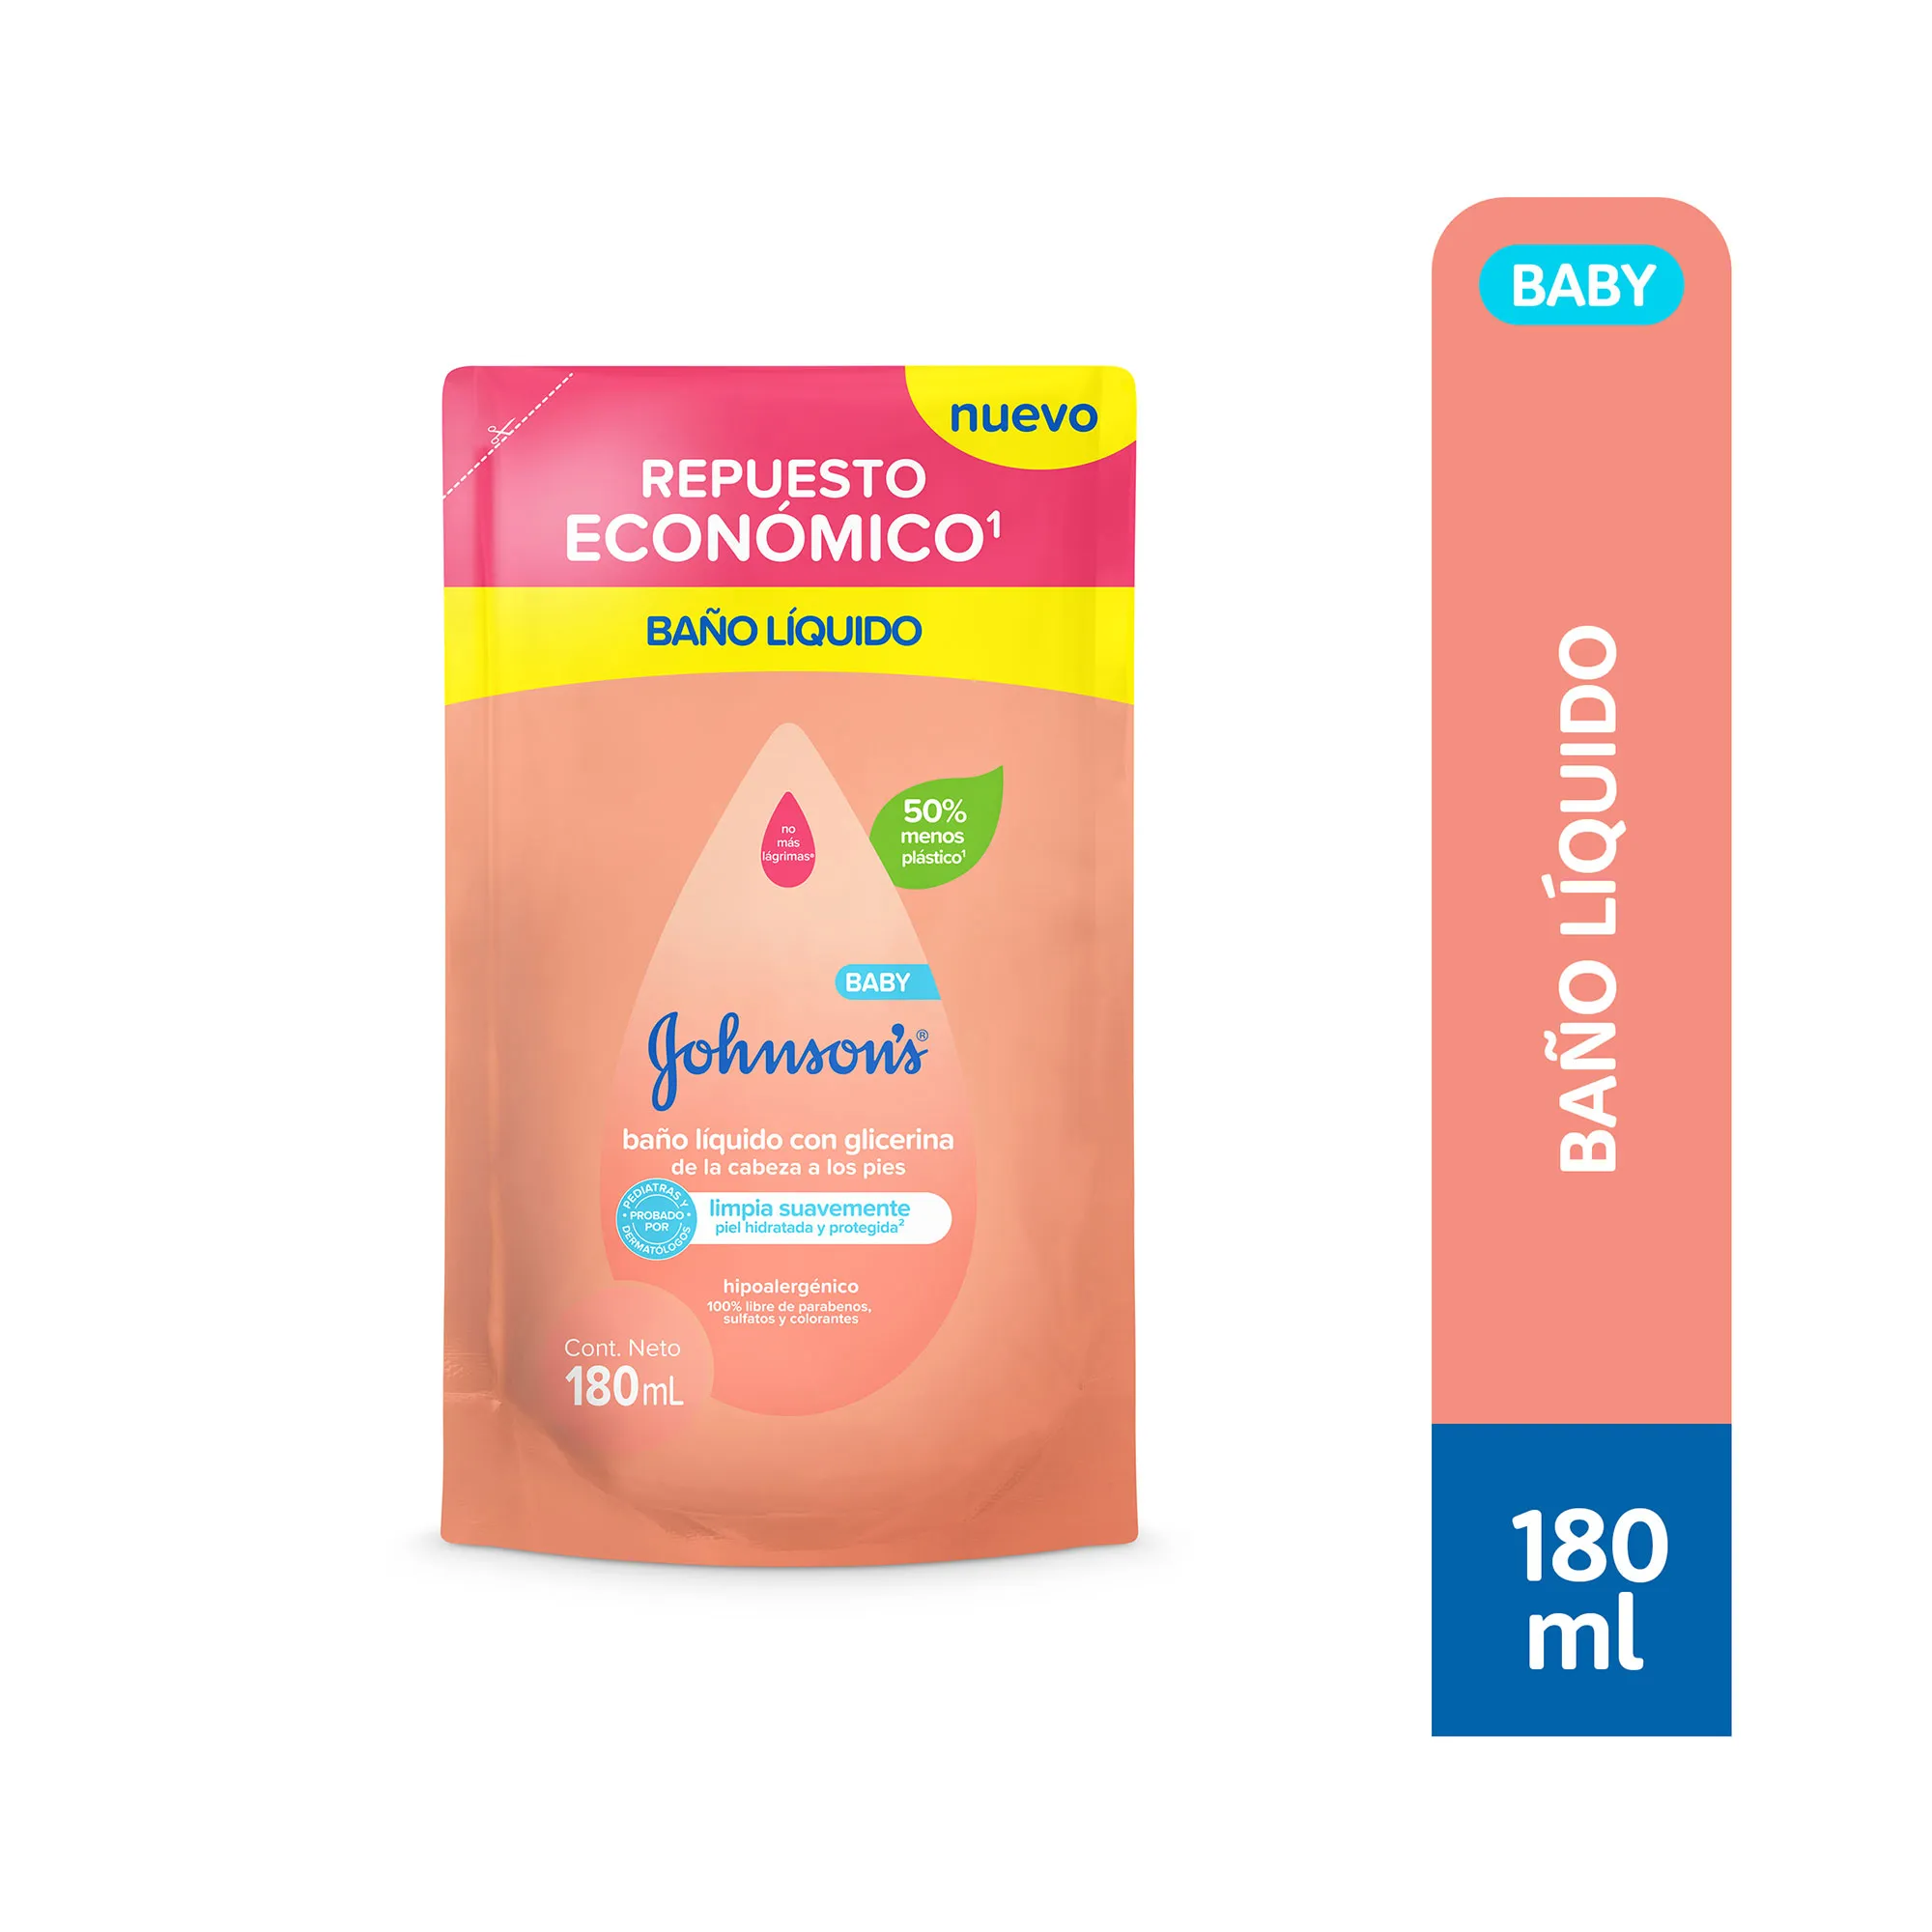 nuevo
REPUESTO
ECONÓMICO¹
BAÑO LÍQUIDO
no
más
lágrimas®
50%
menos
plástico¹
BABY
Johnson's®
baño líquido con glicerina
de la cabeza a los pies
PEDIATRAS Y
• PROBADO •
POR
DERMATÓLOGOS
limpia suavemente
piel hidratada y protegida²
hipoalergénico
100% libre de parabenos,
sulfatos y colorantes
Cont. Neto
180 mL
BABY
BAÑO LÍQUIDO
180
ml